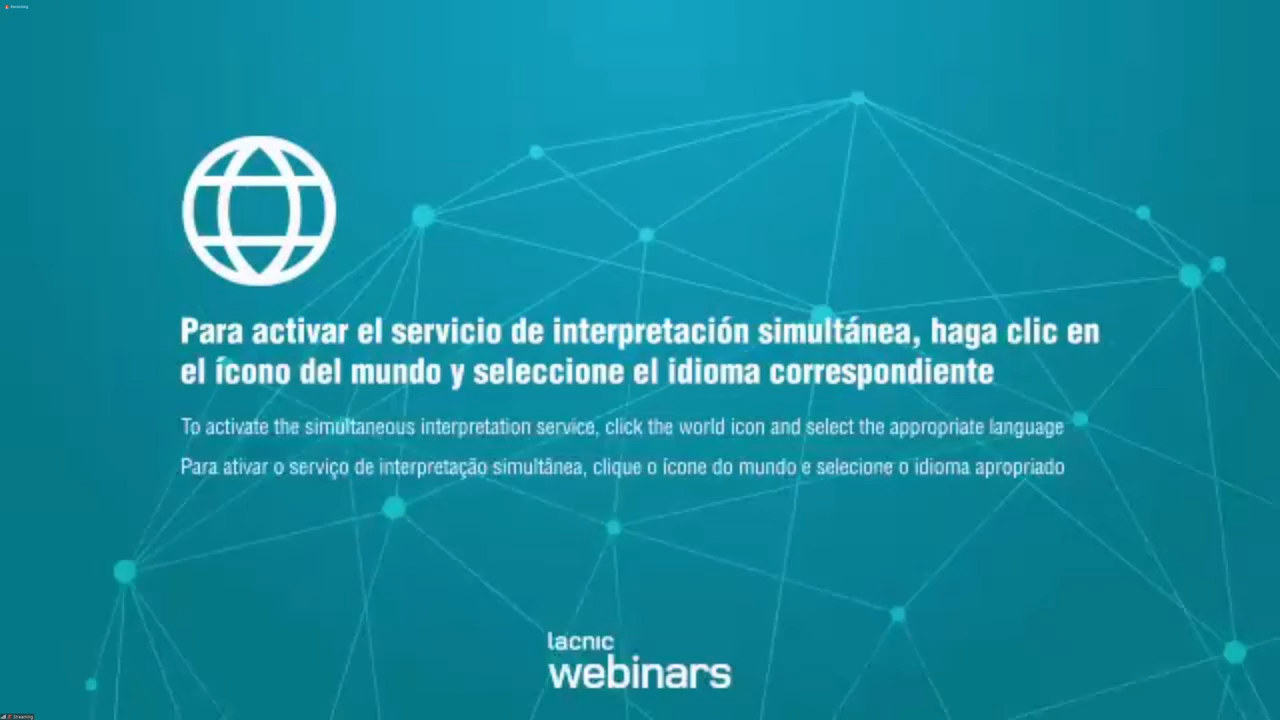 Para activar el servicio de interpretación simultánea, haga clic en
el ícono del mundo y seleccione el idioma correspondiente
To activate the simultaneous interpretation service, click the world icon and select the appropriate language
Para ativar o serviço de interpretação simultânea, clique o ícone do mundo e selecione o idioma apropriado
lacnic
webinars